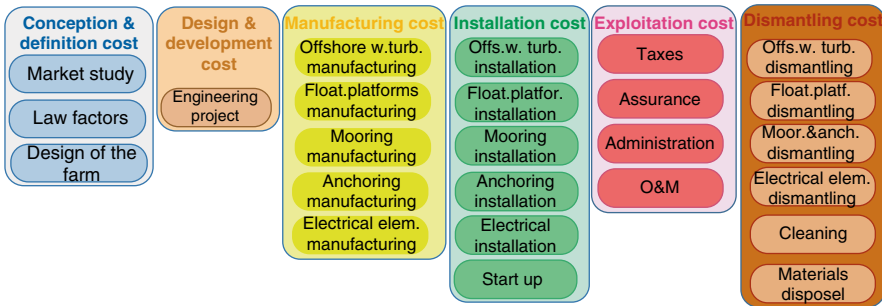 Conception &
definition cost
Market study
Law factors
Design of the
farm
Design &
development
cost
Engineering
project
Manufacturing cost
Offshore w.turb.
manufacturing
Float.platforms
manufacturing
Mooring
manufacturing
Anchoring
manufacturing
Electrical elem.
manufacturing
Installation cost
Offs.w. turb.
installation
Float.platfor.
installation
Mooring
installation
Anchoring
installation
Electrical
installation
Start up
Exploitation cost
Taxes
Assurance
Administration
O&M
Dismantling cost
Offs.w. turb.
dismantling
Float.platf.
dismantling
Moor.&anch.
dismantling
Electrical elem.
dismantling
Cleaning
Materials
disposel